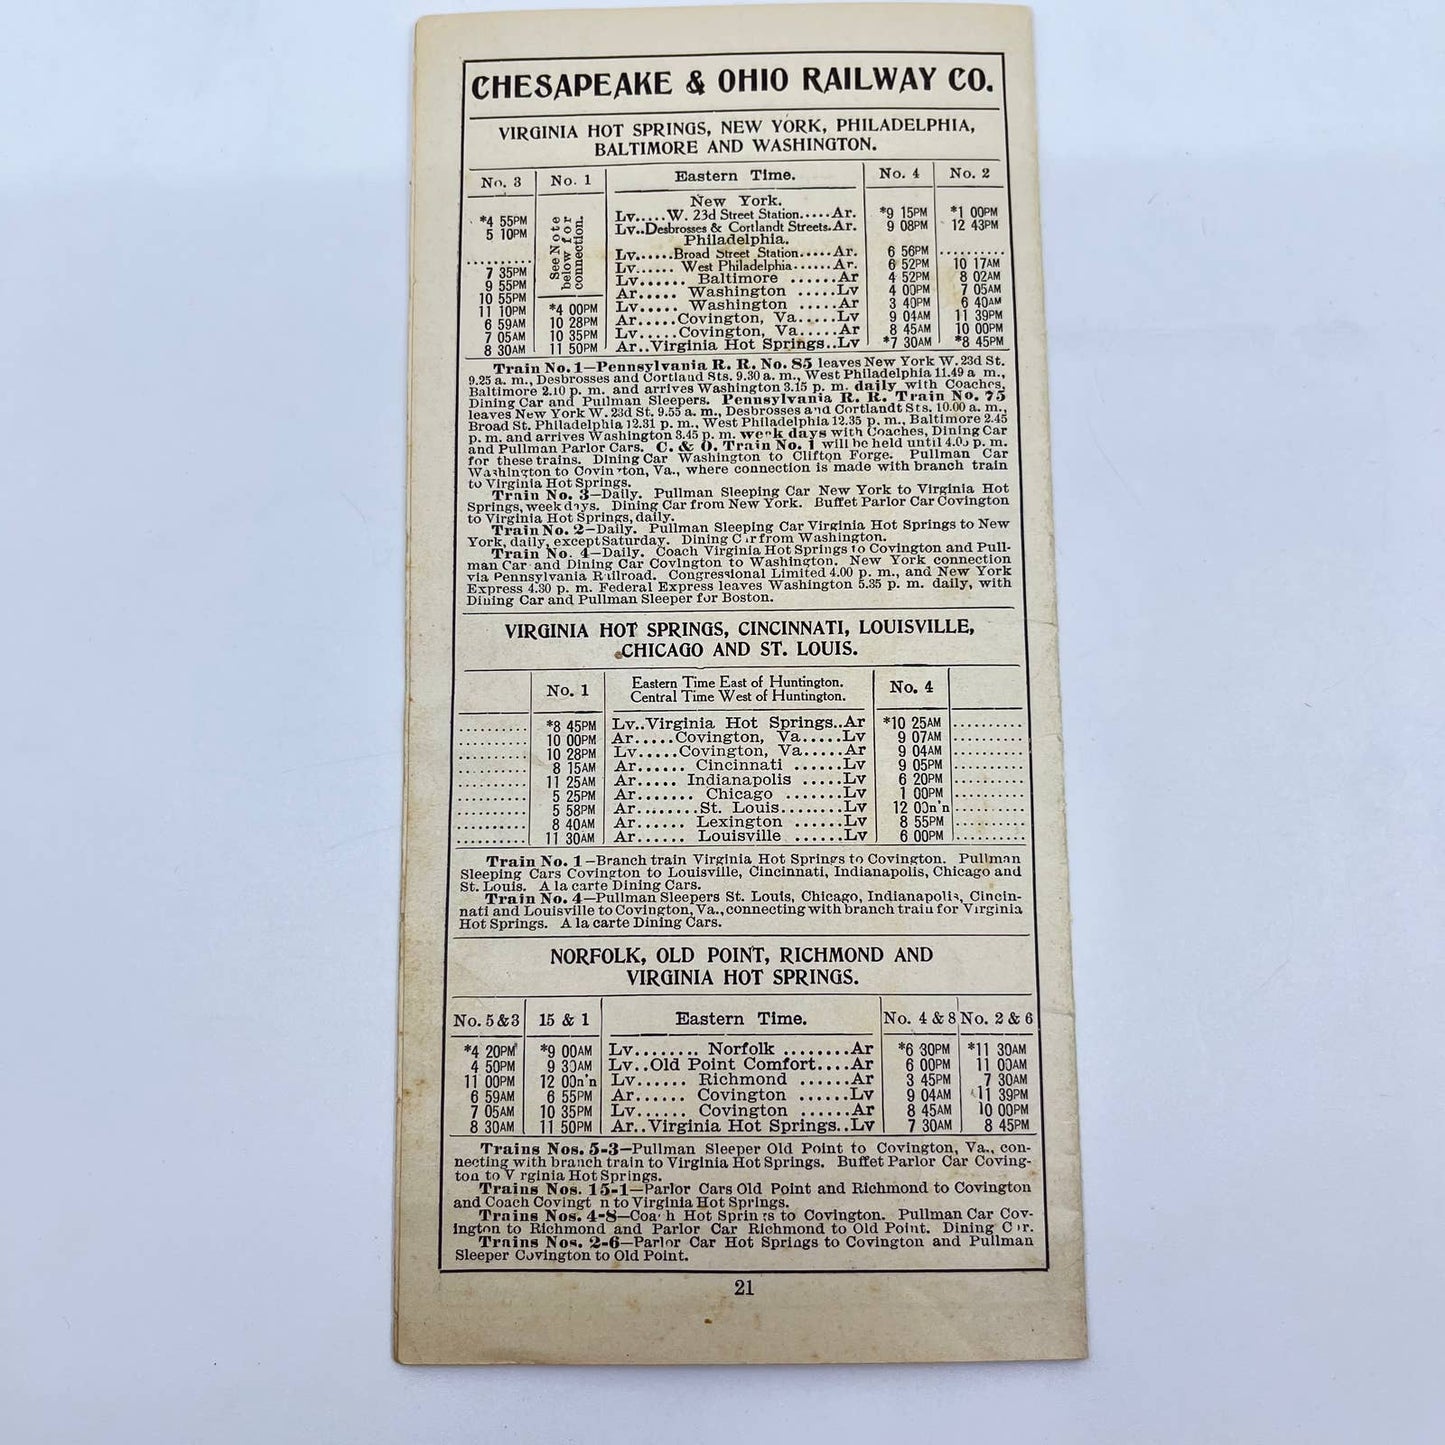 CHESAPEAKE & OHIO RAILWAY CO.
VIRGINIA HOT SPRINGS, NEW YORK, PHILADELPHIA,
BALTIMORE AND WASHINGTON.
No. 3 No. 1 Eastern Time. No. 4 No. 2
See Note below for connection.
New York.
*4 55PM Lv.....W. 23d Street Station.....Ar. *9 15PM *1 00PM
5 10PM Lv..Desbrosses & Cortlandt Streets.Ar. 9 08PM 12 43PM
Philadelphia.
.......... Lv......Broad Street Station.....Ar. 6 56PM ..........
7 35PM Lv...... West Philadelphia......Ar. 6 52PM 10 17AM
9 55PM Lv...... Baltimore ......Ar 4 52PM 8 02AM
10 55PM Ar..... Washington .....Lv 4 00PM 7 05AM
11 10PM *4 00PM Lv..... Washington .....Ar 3 40PM 6 40AM
6 59AM 10 28PM Ar.....Covington, Va.....Lv 9 04AM 11 39PM
7 05AM 10 35PM Lv.....Covington, Va.....Ar 8 45AM 10 00PM
8 30AM 11 50PM Ar..Virginia Hot Springs..Lv *7 30AM *8 45PM
Train No. 1—Pennsylvania R. R. No. 85 leaves New York W. 23d St.
9.25 a. m., Desbrosses and Cortland Sts. 9.30 a. m., West Philadelphia 11.49 a m.,
Baltimore 2.10 p. m. and arrives Washington 3.15 p. m. daily with Coaches,
Dining Car and Pullman Sleepers. Pennsylvania R. R. Train No. 75
leaves New York W. 23d St. 9.55 a. m., Desbrosses and Cortlandt Sts. 10.00 a. m.,
Broad St. Philadelphia 12.31 p. m., West Philadelphia 12.35 p. m., Baltimore 2.45
p. m. and arrives Washington 3.45 p. m. week days with Coaches, Dining Car
and Pullman Parlor Cars. C. & O. Train No. 1 will be held until 4.05 p. m.
for these trains. Dining Car Washington to Clifton Forge. Pullman Car
Washington to Covington, Va., where connection is made with branch train
to Virginia Hot Springs.
Train No. 3—Daily. Pullman Sleeping Car New York to Virginia Hot
Springs, week days. Dining Car from New York. Buffet Parlor Car Covington
to Virginia Hot Springs, daily.
Train No. 2—Daily. Pullman Sleeping Car Virginia Hot Springs to New
York, daily, except Saturday. Dining Car from Washington.
Train No. 4—Daily. Coach Virginia Hot Springs to Covington and Pull-
man Car and Dining Car Covington to Washington. New York connection
via Pennsylvania Railroad. Congressional Limited 4.00 p. m., and New York
Express 4.30 p. m. Federal Express leaves Washington 5.35 p. m. daily, with
Dining Car and Pullman Sleeper for Boston.
VIRGINIA HOT SPRINGS, CINCINNATI, LOUISVILLE,
CHICAGO AND ST. LOUIS.
No. 1 Eastern Time East of Huntington. No. 4
Central Time West of Huntington.
.......... *8 45PM Lv..Virginia Hot Springs..Ar *10 25AM ..........
.......... 10 00PM Ar.....Covington, Va.....Lv 9 07AM ..........
.......... 10 28PM Lv.....Covington, Va.....Ar 9 04AM ..........
.......... 8 15AM Ar...... Cincinnati ......Lv 9 05PM ..........
.......... 11 25AM Ar..... Indianapolis .....Lv 6 20PM ..........
.......... 5 25PM Ar....... Chicago .......Lv 1 00PM ..........
.......... 5 58PM Ar........St. Louis........Lv 12 00n'n ..........
.......... 8 40AM Ar...... Lexington ......Lv 8 55PM ..........
.......... 11 30AM Ar...... Louisville ......Lv 6 00PM ..........
Train No. 1—Branch train Virginia Hot Springs to Covington. Pullman
Sleeping Cars Covington to Louisville, Cincinnati, Indianapolis, Chicago and
St. Louis. A la carte Dining Cars.
Train No. 4—Pullman Sleepers St. Louis, Chicago, Indianapolis, Cincin-
nati and Louisville to Covington, Va., connecting with branch train for Virginia
Hot Springs. A la carte Dining Cars.
NORFOLK, OLD POINT, RICHMOND AND
VIRGINIA HOT SPRINGS.
No. 5 & 3 15 & 1 Eastern Time. No. 4 & 8 No. 2 & 6
*4 20PM *9 00AM Lv........ Norfolk ........Ar *6 30PM *11 30AM
4 50PM 9 30AM Lv..Old Point Comfort....Ar 6 00PM 11 00AM
11 00PM 12 00n'n Lv...... Richmond ......Ar 3 45PM 7 30AM
6 59AM 6 55PM Ar...... Covington ......Lv 9 04AM 11 39PM
7 05AM 10 35PM Lv...... Covington ......Ar 8 45AM 10 00PM
8 30AM 11 50PM Ar..Virginia Hot Springs..Lv 7 30AM 8 45PM
Trains Nos. 5-3—Pullman Sleeper Old Point to Covington, Va., con-
necting with branch train to Virginia Hot Springs. Buffet Parlor Car Coving-
ton to V rginia Hot Springs.
Trains Nos. 15-1—Parlor Cars Old Point and Richmond to Covington
and Coach Covingt n to Virginia Hot Springs.
Trains Nos. 4-8—Coach Hot Springs to Covington. Pullman Car Cov-
ington to Richmond and Parlor Car Richmond to Old Point. Dining Car.
Trains Nos. 2-6—Parlor Car Hot Springs to Covington and Pullman
Sleeper Covington to Old Point.
21